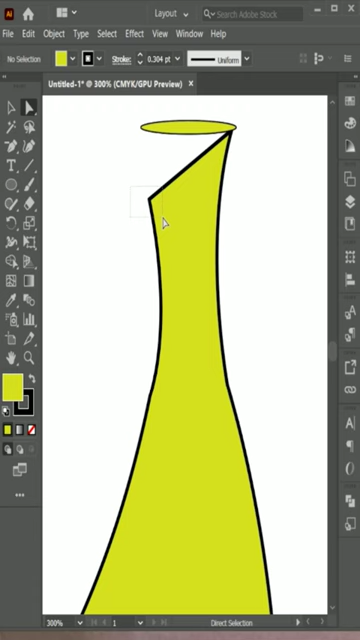 Ai
Layout
Search Adobe Stock
File Edit Object Type Select Effect View Window Help
No Selection
Stroke:
0.304 pt
Uniform
Untitled-1* @ 300% (CMYK/GPU Preview)
T
A
A
¶
O
300%
1
Direct Selection